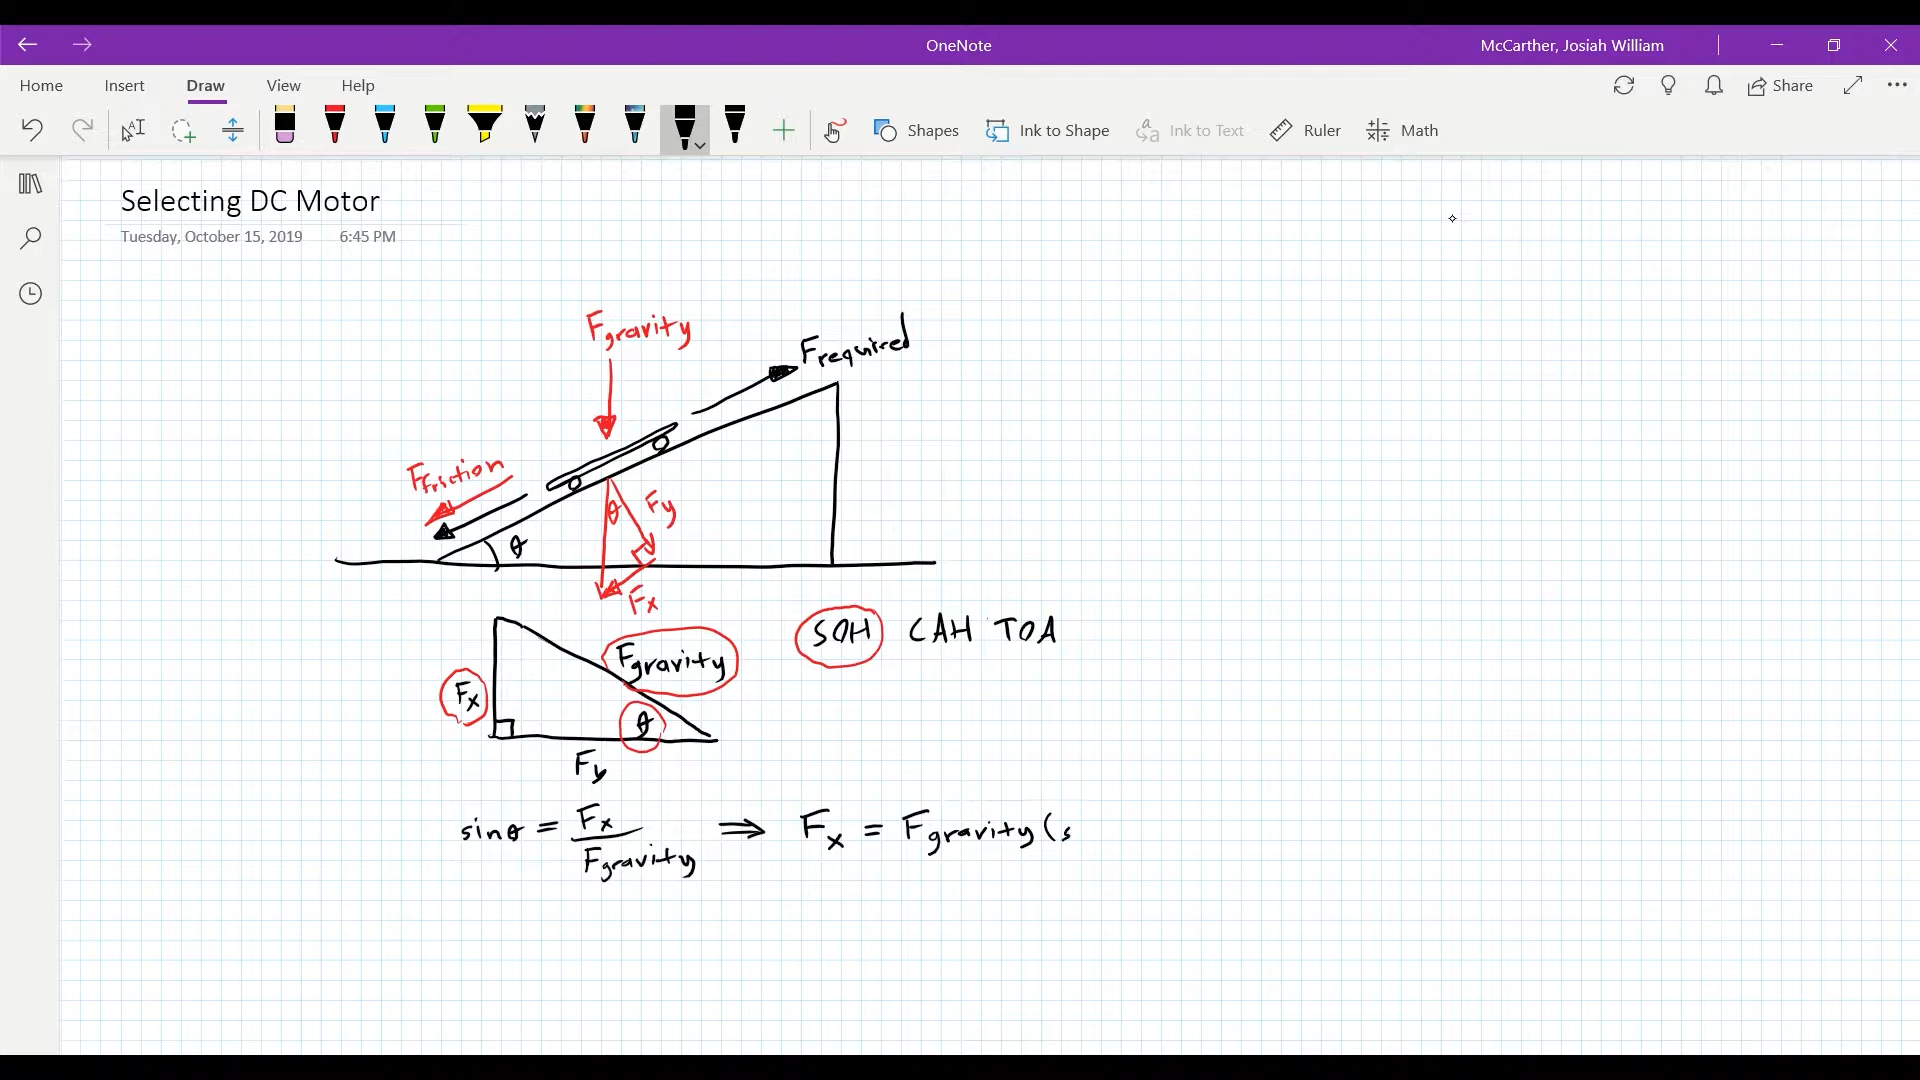 OneNote
McCarther, Josiah William
Home Insert Draw View Help
Share
Shapes Ink to Shape Ink to Text Ruler Math
Selecting DC Motor
Tuesday, October 15, 2019 6:45 PM
Fgravity
Frequired
Ffriction
θ Fy
θ
Fx
SOH CAH TOA
Fgravity
Fx
θ
Fy
sinθ = Fx / Fgravity ⇒ Fx = Fgravity (s